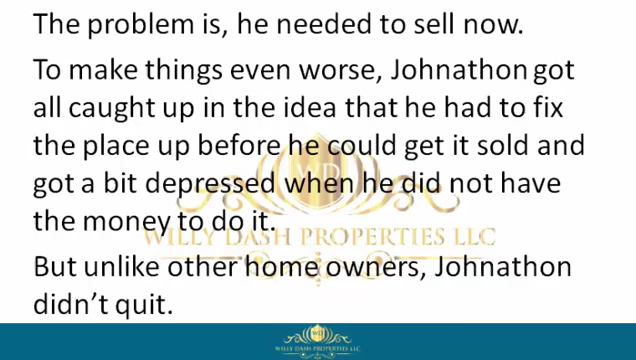 The problem is, he needed to sell now.
To make things even worse, Johnathon got
all caught up in the idea that he had to fix
the place up before he could get it sold and
got a bit depressed when he did not have
the money to do it.
WILLY DASH PROPERTIES LLC
But unlike other home owners, Johnathon
didn’t quit.
WILLY DASH PROPERTIES LLC